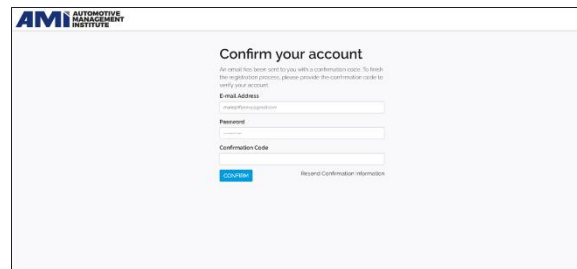 AMi AUTOMOTIVE
MANAGEMENT
INSTITUTE
Confirm your account
An email has been sent to you with a confirmation code. To finish
the registration process, please provide the confirmation code to
verify your account.
E-mail Address
Password
Confirmation Code
CONFIRM
Resend Confirmation Information